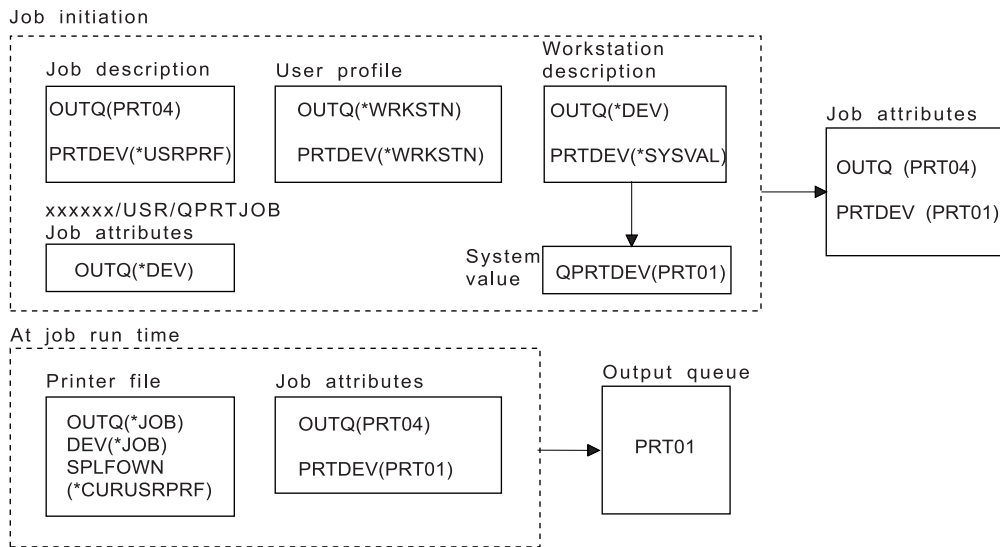 Job initiation
Job description
OUTQ(PRT04)
PRTDEV(*USRPRF)
User profile
OUTQ(*WRKSTN)
PRTDEV(*WRKSTN)
Workstation
description
OUTQ(*DEV)
PRTDEV(*SYSVAL)
Job attributes
OUTQ (PRT04)
PRTDEV (PRT01)
xxxxxx/USR/QPRTJOB
Job attributes
OUTQ(*DEV)
System
value
QPRTDEV(PRT01)
At job run time
Printer file
OUTQ(*JOB)
DEV(*JOB)
SPLFOWN
(*CURUSRPRF)
Job attributes
OUTQ(PRT04)
PRTDEV(PRT01)
Output queue
PRT01